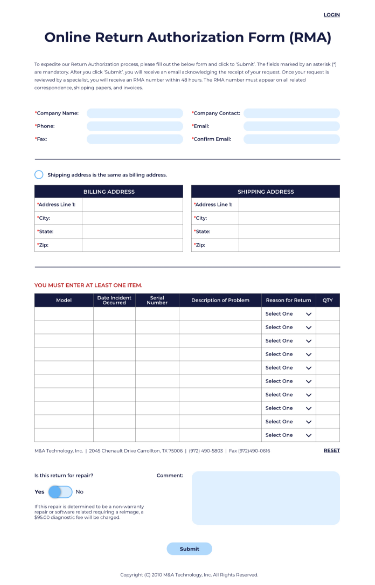 LOGIN
Online Return Authorization Form (RMA)
To expedite our Return Authorization process, please fill out the below form and click to 'Submit'. The fields marked by an asterisk (*)
are mandatory. After you click 'Submit', you will receive an email acknowledging the receipt of your request. Once your request is
reviewed by a specialist, you will receive an RMA number within 48 hours. The RMA number must appear on all related
correspondence, shipping papers, and invoices.
*Company Name: *Company Contact:
*Phone: *Email:
*Fax: *Confirm Email:
Shipping address is the same as billing address.
BILLING ADDRESS SHIPPING ADDRESS
*Address Line 1: *Address Line 1:
*City: *City:
*State: *State:
*Zip: *Zip:
YOU MUST ENTER AT LEAST ONE ITEM.
Model Date Incident Occurred Serial Number Description of Problem Reason for Return QTY
Select One
Select One
Select One
Select One
Select One
Select One
Select One
Select One
Select One
Select One
M&A Technology, Inc. | 2045 Chenault Drive Carrollton, TX 75006 | (972) 490-5803 | Fax (972)490-0616 RESET
Is this return for repair? Comment:
Yes No
If this repair is determined to be a non-warranty
repair or software related requiring a reimage, a
$95.00 diagnostic fee will be charged.
Submit
Copyright (C) 2010 M&A Technology, Inc. All Rights Reserved.